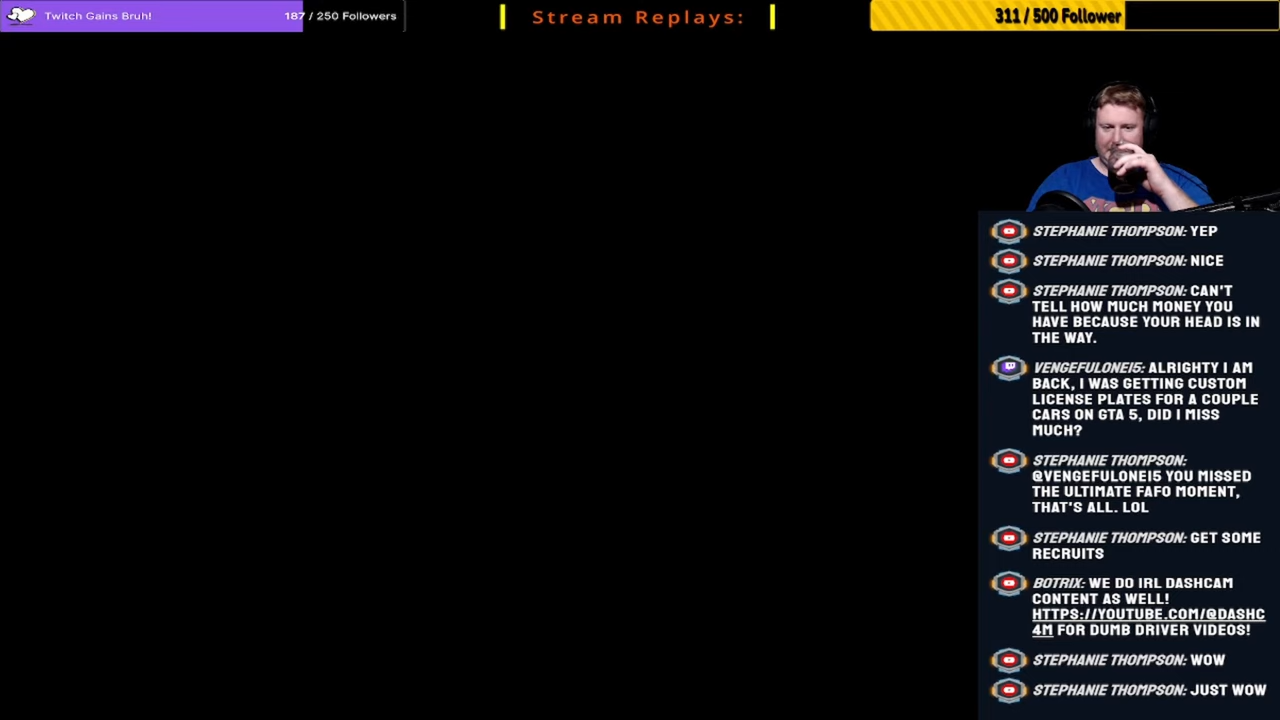 Twitch Gains Bruh!
187 / 250 Followers
Stream Replays:
311 / 500 Follower
STEPHANIE THOMPSON: YEP
STEPHANIE THOMPSON: NICE
STEPHANIE THOMPSON: CAN'T
TELL HOW MUCH MONEY YOU
HAVE BECAUSE YOUR HEAD IS IN
THE WAY.
VENGEFULONE15: ALRIGHTY I AM
BACK, I WAS GETTING CUSTOM
LICENSE PLATES FOR A COUPLE
CARS ON GTA 5, DID I MISS
MUCH?
STEPHANIE THOMPSON:
@VENGEFULONE15 YOU MISSED
THE ULTIMATE FAFO MOMENT,
THAT'S ALL. LOL
STEPHANIE THOMPSON: GET SOME
RECRUITS
BOTRIX: WE DO IRL DASHCAM
CONTENT AS WELL!
HTTPS://YOUTUBE.COM/@DASHC
4M FOR DUMB DRIVER VIDEOS!
STEPHANIE THOMPSON: WOW
STEPHANIE THOMPSON: JUST WOW